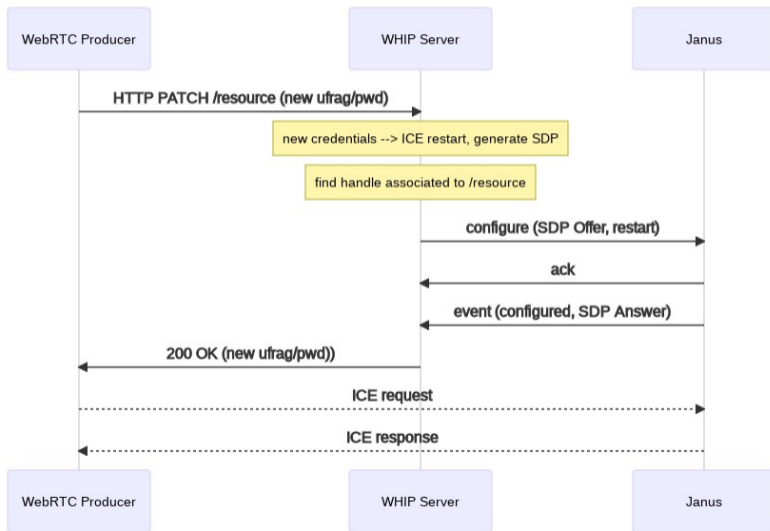 WebRTC Producer WHIP Server Janus
HTTP PATCH /resource (new ufrag/pwd)
new credentials --> ICE restart, generate SDP
find handle associated to /resource
configure (SDP Offer, restart)
ack
event (configured, SDP Answer)
200 OK (new ufrag/pwd))
ICE request
ICE response
WebRTC Producer WHIP Server Janus